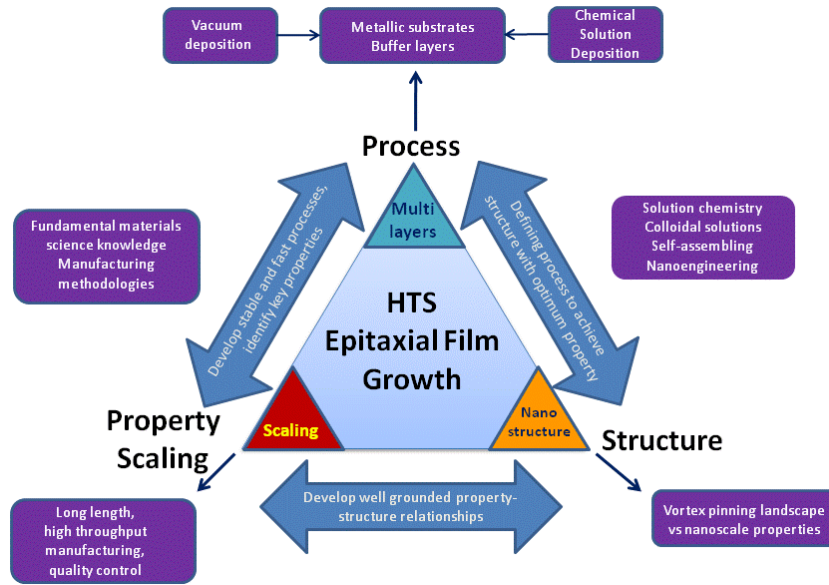 Vacuum
deposition
Metallic substrates
Buffer layers
Chemical
Solution
Deposition
Process
Multi
layers
Develop stable and fast processes,
identify key properties
Defining process to achieve
structure with optimum property
Fundamental materials
science knowledge
Manufacturing
methodologies
Solution chemistry
Colloidal solutions
Self-assembling
Nanoengineering
HTS
Epitaxial Film
Growth
Property
Scaling
Scaling
Nano
structure
Structure
Develop well grounded property-
structure relationships
Long length,
high throughput
manufacturing,
quality control
Vortex pinning landscape
vs nanoscale properties